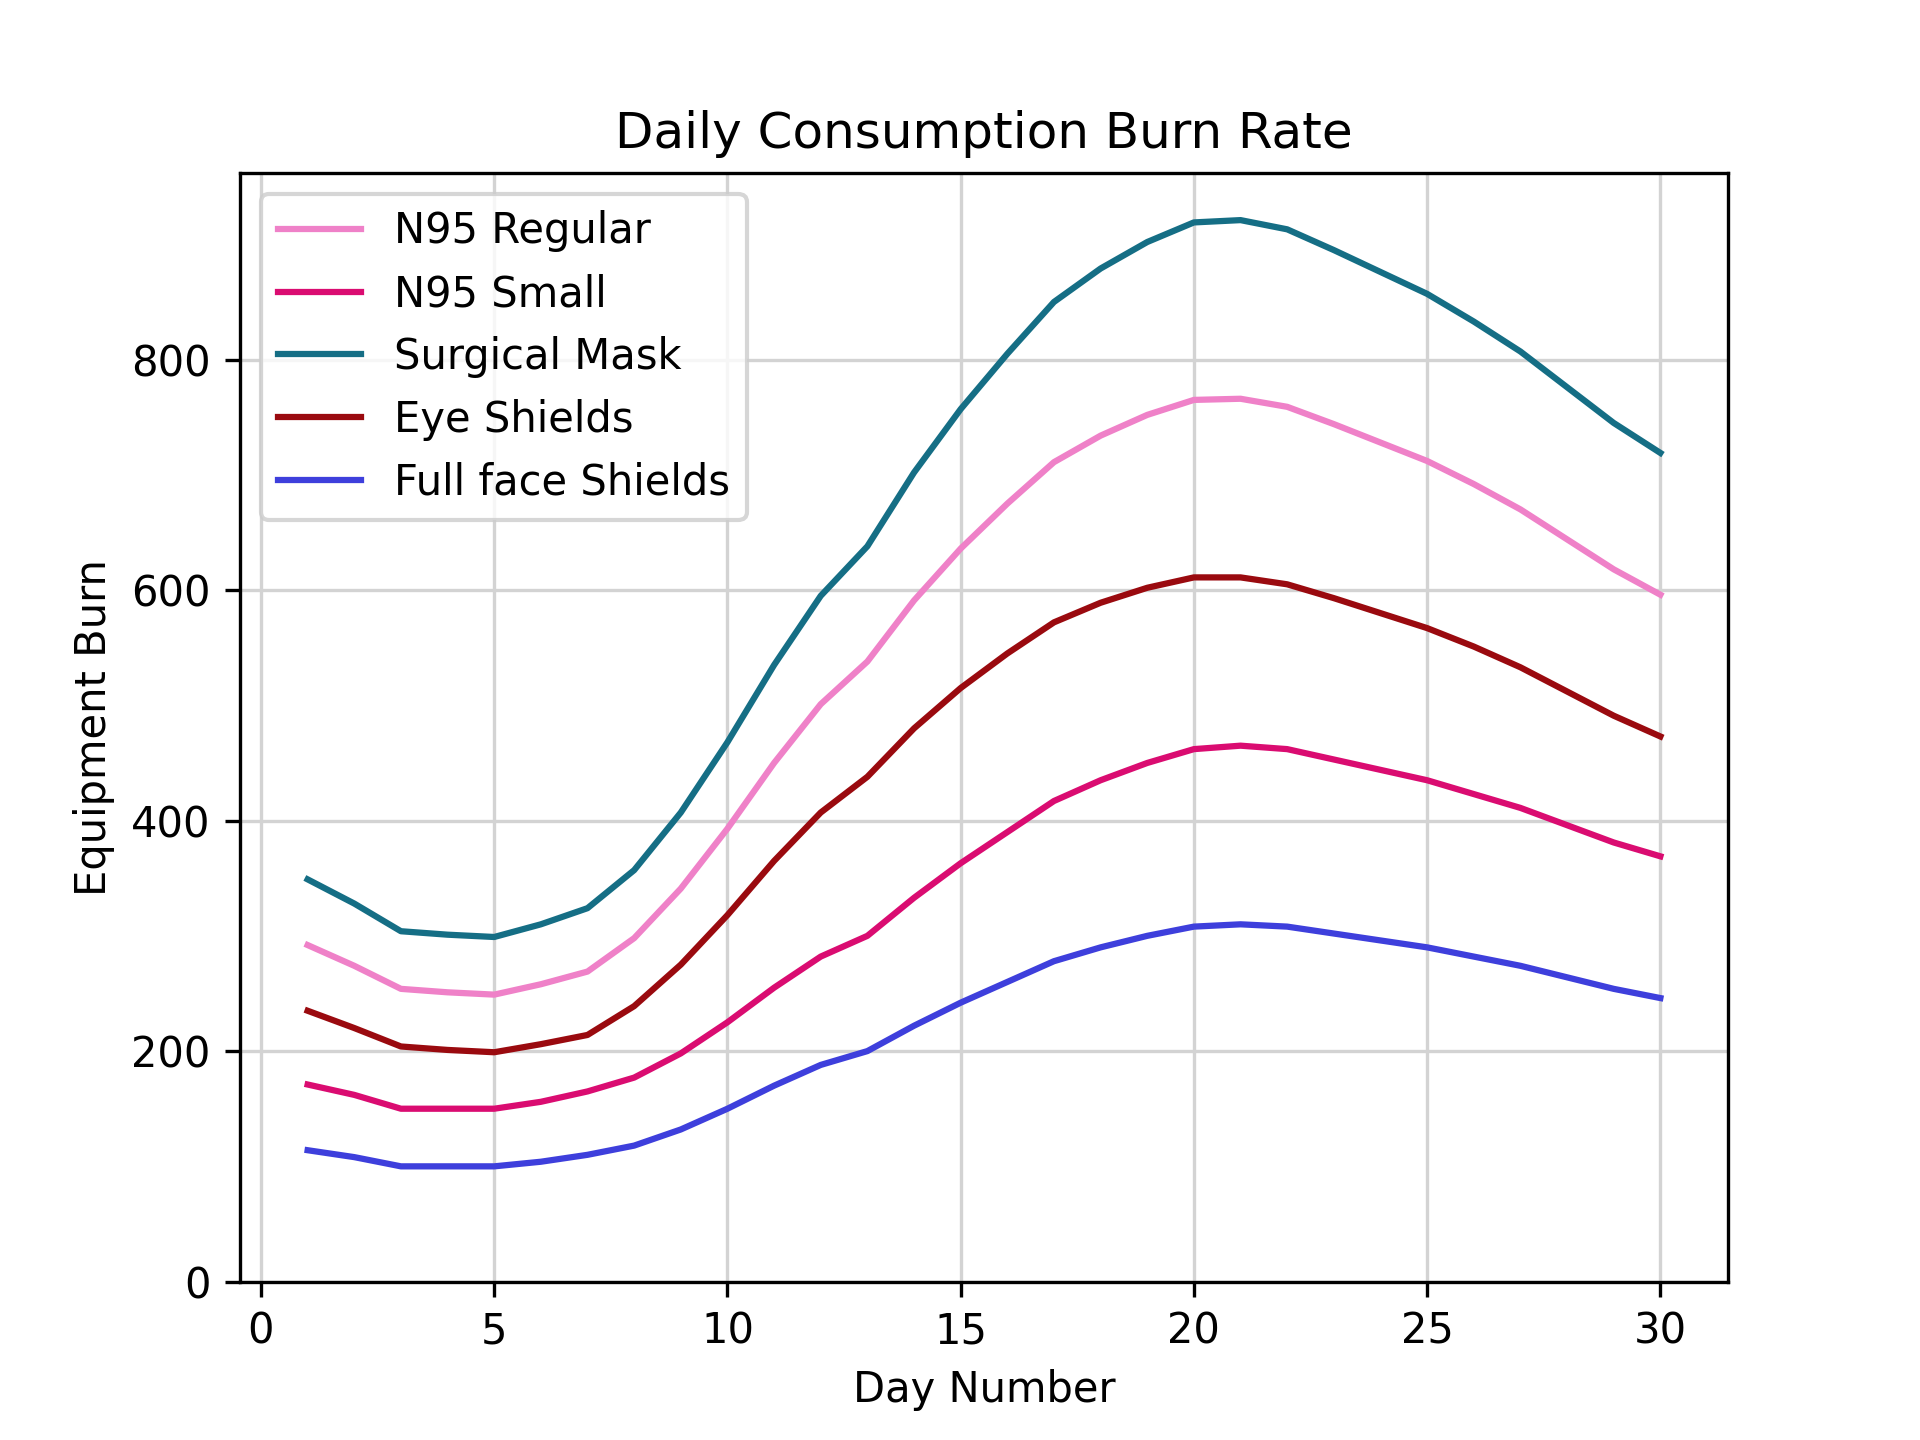 Daily Consumption Burn Rate
N95 Regular
N95 Small
Surgical Mask
Eye Shields
Full face Shields
Equipment Burn
800
600
400
200
0
0 5 10 15 20 25 30
Day Number